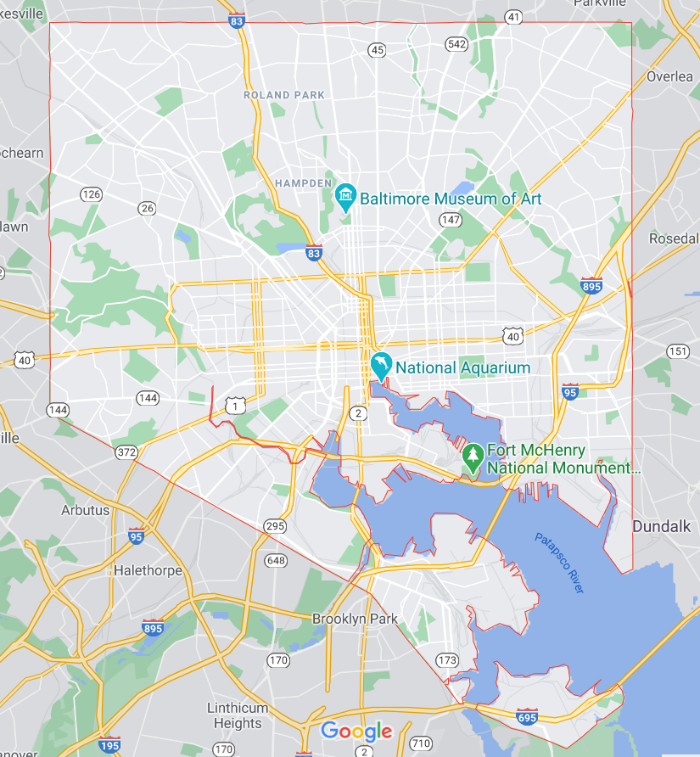 kesville
Parkville
83
41
45
542
Overlea
ROLAND PARK
chearn
HAMPDEN
126
26
Baltimore Museum of Art
147
lawn
Rosedal
83
895
40
40
151
National Aquarium
95
144
144
1
2
ville
372
Fort McHenry
National Monument...
Arbutus
295
Dundalk
95
Patapsco River
648
Halethorpe
895
Brooklyn Park
170
173
Linthicum
Heights
695
Google
195
170
2
710
anover